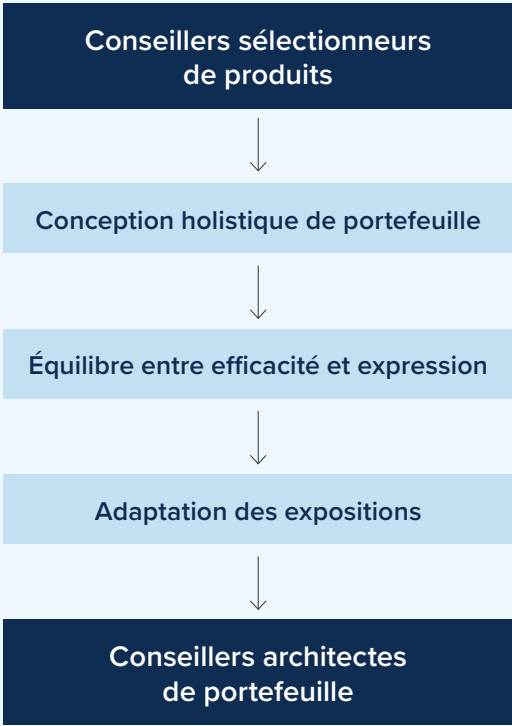 Conseillers sélectionneurs
de produits
Conception holistique de portefeuille
Équilibre entre efficacité et expression
Adaptation des expositions
Conseillers architectes
de portefeuille